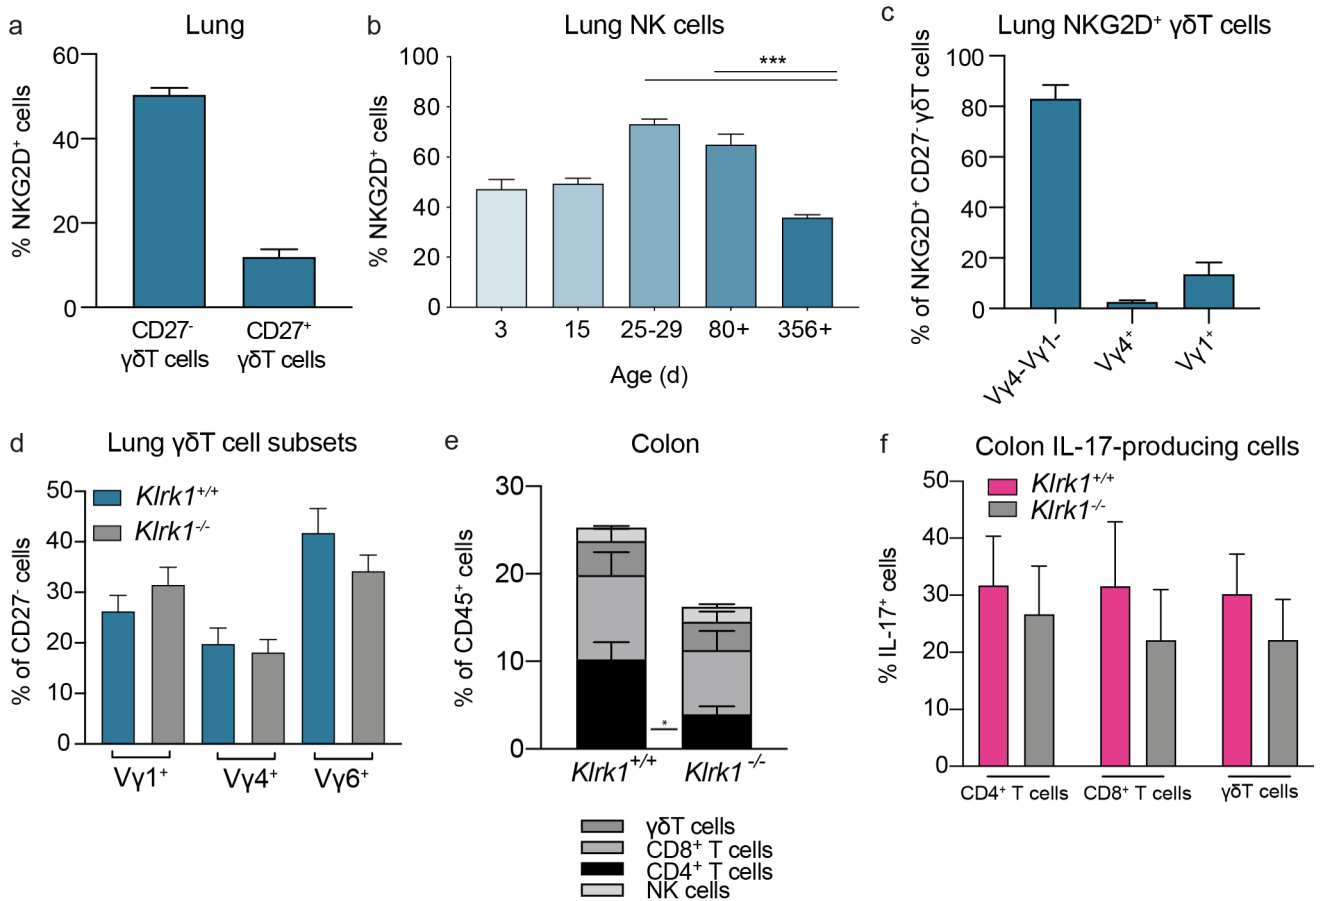 a
Lung
% NKG2D⁺ cells
60
40
20
0
CD27⁻
γδT cells
CD27⁺
γδT cells
b
Lung NK cells
% NKG2D⁺ cells
100
80
60
40
20
0
***
3
15
25-29
80+
356+
Age (d)
c
Lung NKG2D⁺ γδT cells
% of NKG2D⁺ CD27⁻ γδT cells
100
80
60
40
20
0
Vγ4-Vγ1-
Vγ4⁺
Vγ1⁺
d
Lung γδT cell subsets
% of CD27⁻ cells
50
40
30
20
10
0
Klrk1⁺/⁺
Klrk1⁻/⁻
Vγ1⁺
Vγ4⁺
Vγ6⁺
e
Colon
% of CD45⁺ cells
30
20
10
0
*
Klrk1⁺/⁺
Klrk1⁻/⁻
γδT cells
CD8⁺ T cells
CD4⁺ T cells
NK cells
f
Colon IL-17-producing cells
% IL-17⁺ cells
50
40
30
20
10
0
Klrk1⁺/⁺
Klrk1⁻/⁻
CD4⁺ T cells
CD8⁺ T cells
γδT cells